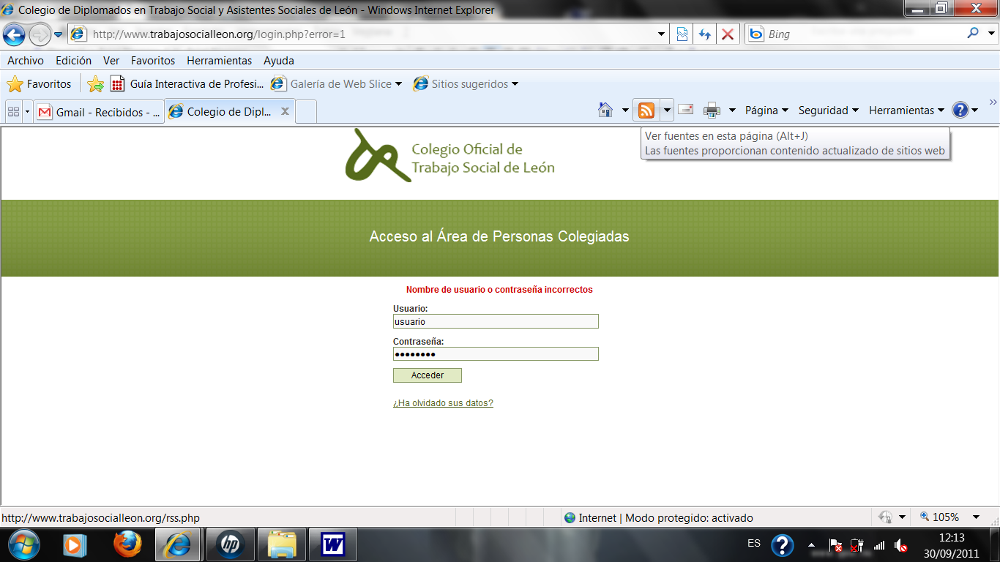 Colegio de Diplomados en Trabajo Social y Asistentes Sociales de León - Windows Internet Explorer
http://www.trabajosocialleon.org/login.php?error=1
Bing
Archivo Edición Ver Favoritos Herramientas Ayuda
Favoritos Guía Interactiva de Profesi... Galería de Web Slice Sitios sugeridos
Gmail - Recibidos - ... Colegio de Dipl... Página Seguridad Herramientas
Ver fuentes en esta página (Alt+J)
Las fuentes proporcionan contenido actualizado de sitios web
Colegio Oficial de
Trabajo Social de León
Acceso al Área de Personas Colegiadas
Nombre de usuario o contraseña incorrectos
Usuario:
usuario
Contraseña:
••••••••
Acceder
¿Ha olvidado sus datos?
http://www.trabajosocialleon.org/rss.php Internet | Modo protegido: activado 105%
ES 12:13
30/09/2011